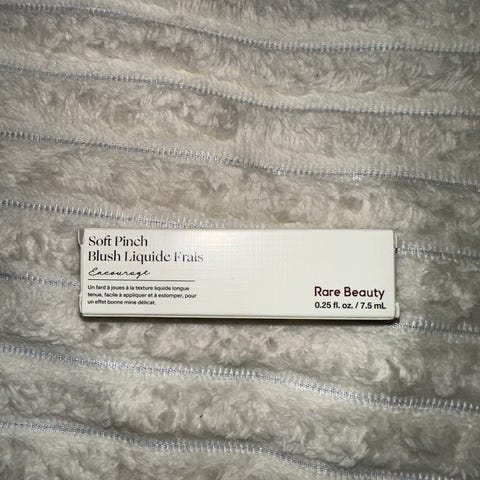 Soft Pinch
Blush Liquide Frais
Encourage
Un fard à joues à la texture liquide longue
tenue, facile à appliquer et à estomper, pour
un effet bonne mine délicat.
Rare Beauty
0.25 fl. oz. / 7.5 mL